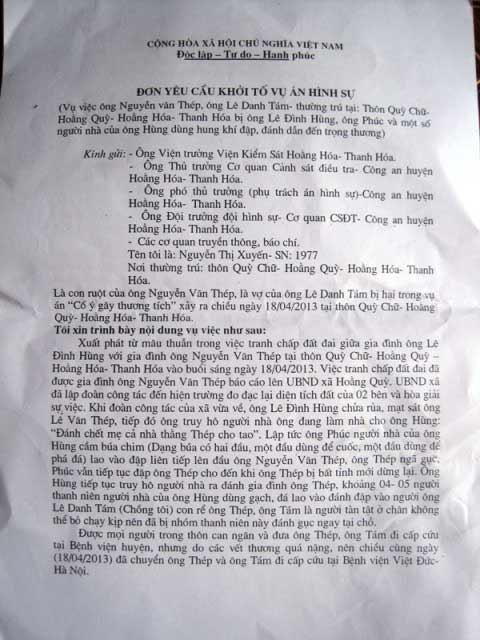 CỘNG HÒA XÃ HỘI CHỦ NGHĨA VIỆT NAM
Độc lập – Tự do – Hạnh phúc
ĐƠN YÊU CẦU KHỞI TỐ VỤ ÁN HÌNH SỰ
(Vụ việc ông Nguyễn văn Thép, ông Lê Danh Tám- thường trú tại: Thôn Quỳ Chữ-
Hoằng Quỳ- Hoằng Hóa- Thanh Hóa bị ông Lê Đình Hùng, ông Phúc và một số
người nhà của ông Hùng dùng hung khí đập, đánh dẫn đến trọng thương)
Kính gửi: - Ông Viện trưởng Viện Kiểm Sát Hoằng Hóa- Thanh Hóa.
- Ông Thủ trưởng Cơ quan Cảnh sát điều tra- Công an huyện
Hoằng Hóa- Thanh Hóa.
- Ông phó thủ trưởng (phụ trách án hình sự)-Công an huyện
Hoằng Hóa- Thanh Hóa.
- Ông Đội trưởng đội hình sự- Cơ quan CSĐT- Công an huyện
Hoằng Hóa- Thanh Hóa.
- Các cơ quan truyền thông, báo chí.
Tên tôi là: Nguyễn Thị Xuyến- SN: 1977
Nơi thường trú: thôn Quỳ Chữ- Hoằng Quỳ- Hoằng Hóa- Thanh
Hóa.
Là con ruột của ông Nguyễn Văn Thép, là vợ của ông Lê Danh Tám bị hai trong vụ
án “Cố ý gây thương tích” xảy ra chiều ngày 18/04/2013 tại thôn Quỳ Chữ- Hoằng
Quỳ- Hoằng Hóa- Thanh Hóa.
Tôi xin trình bày nội dung vụ việc như sau:
Xuất phát từ mâu thuẫn trong việc tranh chấp đất đai giữa gia đình ông Lê
Đình Hùng với gia đình ông Nguyễn Văn Thép tại thôn Quỳ Chữ- Hoằng Quỳ –
Hoằng Hóa- Thanh Hóa vào buổi sáng ngày 18/04/2013. Việc tranh chấp đất đai đã
được gia đình ông Nguyễn Văn Thép báo cáo lên UBND xã Hoằng Quỳ. UBND xã
đã lập đoàn công tác đến hiện trường đo đạc lại diện tích đất của 02 bên và hòa giải
sự việc. Khi đoàn công tác của xã vừa về, ông Lê Đình Hùng chửi rủa, mạt sát ông
Lê Văn Thép, tiếp đó ông truy hô người nhà ông đang làm nhà cho ông Hùng:
“Đánh chết mẹ cả nhà thằng Thép cho tao”. Lập tức ông Phúc người nhà của ông
Hùng cầm búa chim (Dạng búa có hai đầu, một đầu dùng để cuốc, một đầu dùng để
phá đá) lao vào đập liên tiếp lên đầu ông Nguyễn Văn Thép, ông Thép ngã gục,
Phúc vẫn tiếp tục đập ông Thép cho đến khi ông Thép bị bất tỉnh mới dừng lại. Ông
Hùng tiếp tục truy hô người nhà ra đánh gia đình ông Thép, khoảng 04- 05 người
thanh niên người nhà của ông Hùng dùng gạch, đá lao vào đánh đập vào người ông
Lê Danh Tám (Chồng tôi) con rể ông Thép, ông Tám là người tàn tật ở chân không
thể bỏ chạy kịp nên đã bị nhóm thanh niên này đánh gục ngay tại chỗ.
Được mọi người trong thôn can ngăn và đưa ông Thép, ông Tám đi cấp cứu
tại Bệnh viện huyện, nhưng do các vết thương quá nặng, nên chiều cùng ngày
(18/04/2013) đã chuyển ông Thép và ông Tám đi cấp cứu tại Bệnh viện Việt Đức-
Hà Nội.